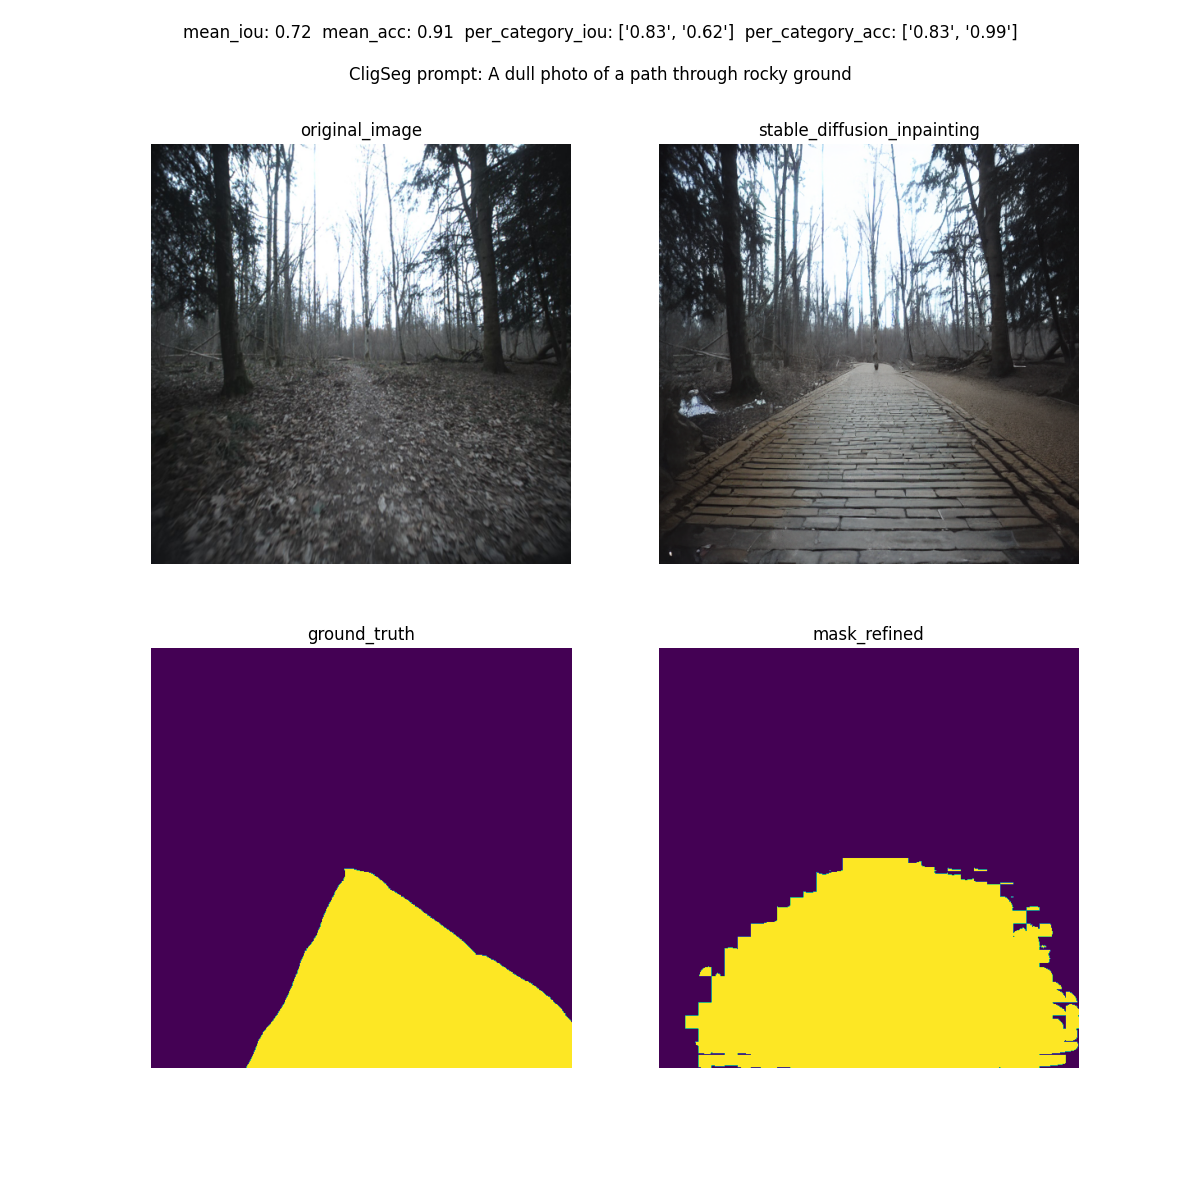 mean_iou: 0.72  mean_acc: 0.91  per_category_iou: ['0.83', '0.62']  per_category_acc: ['0.83', '0.99']
CligSeg prompt: A dull photo of a path through rocky ground
original_image
stable_diffusion_inpainting
ground_truth
mask_refined